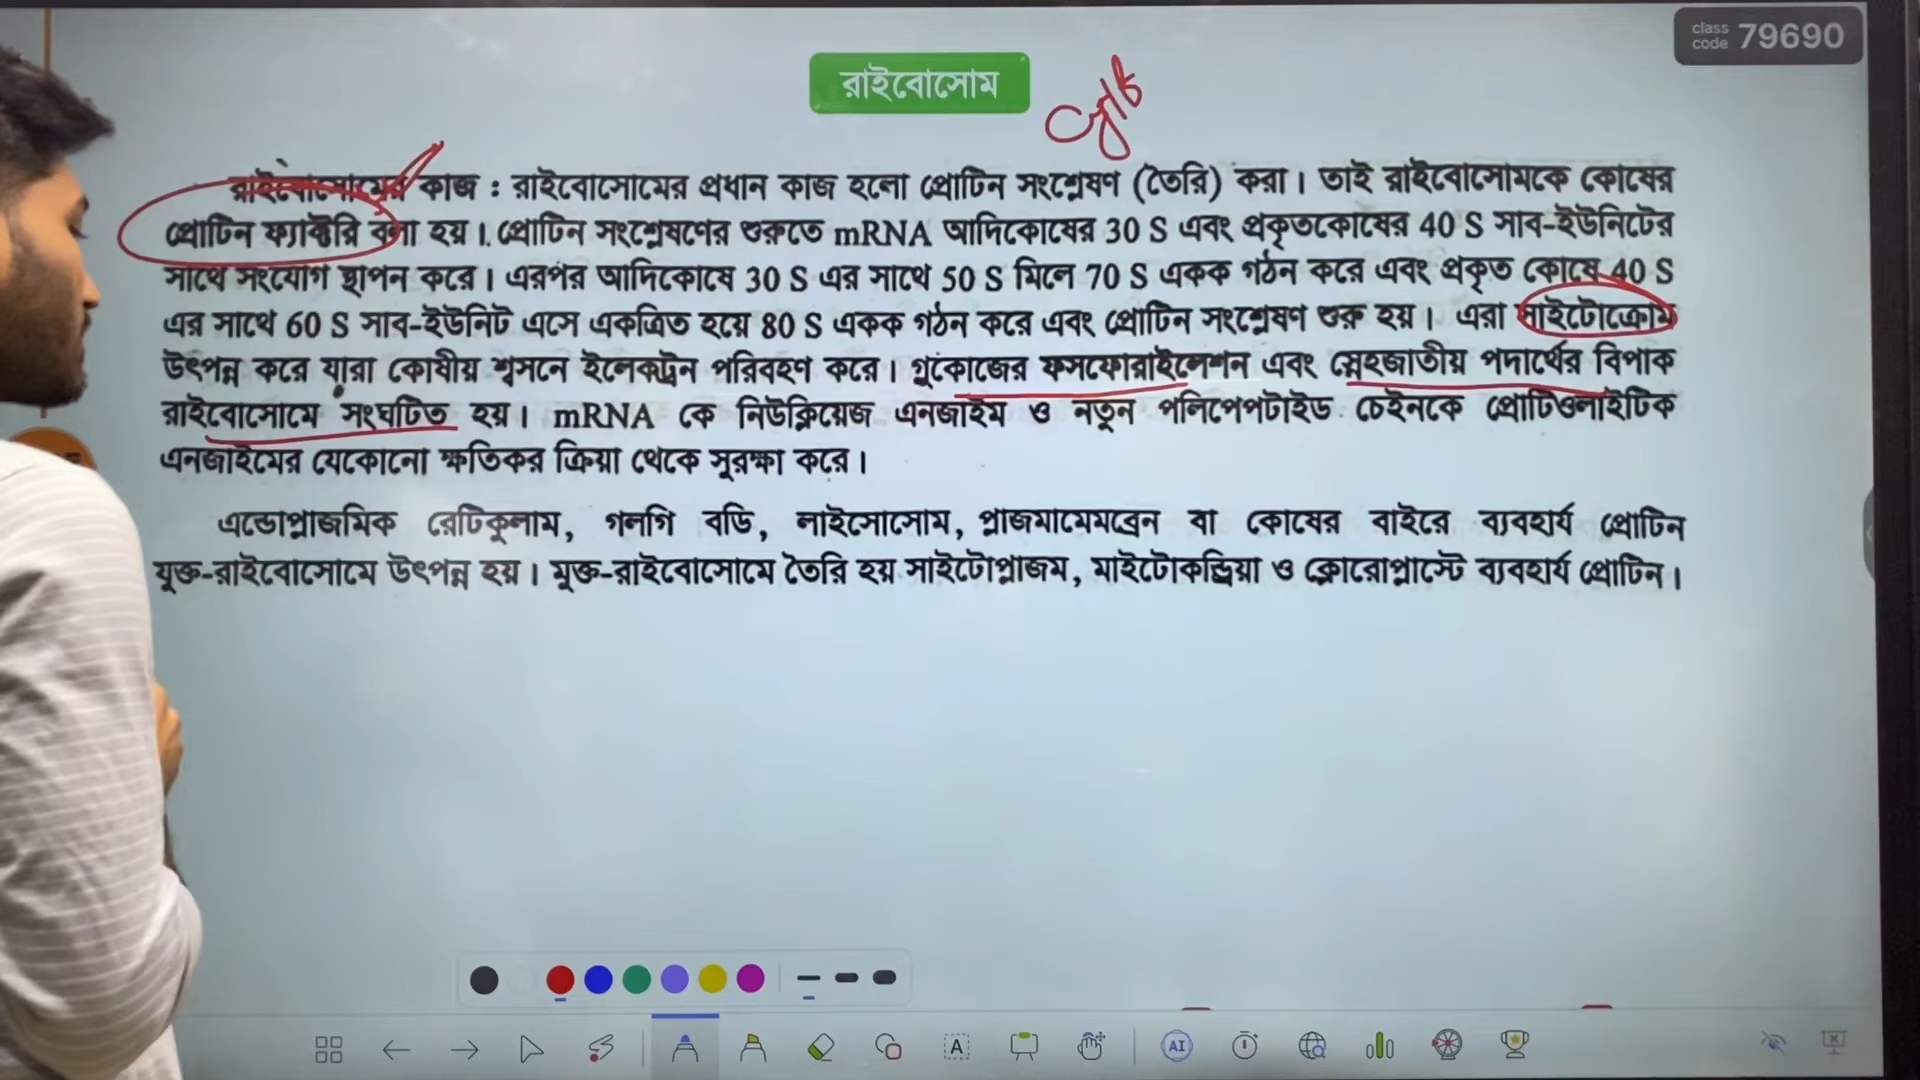 class code 79690
রাইবোসোম
রাইবোসোমের কাজ : রাইবোসোমের প্রধান কাজ হলো প্রোটিন সংশ্লেষণ (তৈরি) করা। তাই রাইবোসোমকে কোষের
প্রোটিন ফ্যাক্টরি বলা হয়। প্রোটিন সংশ্লেষণের শুরুতে mRNA আদিকোষের 30 S এবং প্রকৃতকোষের 40 S সাব-ইউনিটের
সাথে সংযোগ স্থাপন করে। এরপর আদিকোষে 30 S এর সাথে 50 S মিলে 70 S একক গঠন করে এবং প্রকৃত কোষে 40 S
এর সাথে 60 S সাব-ইউনিট এসে একত্রিত হয়ে 80 S একক গঠন করে এবং প্রোটিন সংশ্লেষণ শুরু হয়। এরা সাইটোক্রোম
উৎপন্ন করে যারা কোষীয় শ্বসনে ইলেকট্রন পরিবহণ করে। গ্লুকোজের ফসফোরাইলেশন এবং স্নেহজাতীয় পদার্থের বিপাক
রাইবোসোমে সংঘটিত হয়। mRNA কে নিউক্লিয়েজ এনজাইম ও নতুন পলিপেপটাইড চেইনকে প্রোটিওলাইটিক
এনজাইমের যেকোনো ক্ষতিকর ক্রিয়া থেকে সুরক্ষা করে।
এন্ডোপ্লাজমিক রেটিকুলাম, গলগি বডি, লাইসোসোম, প্লাজমামেমব্রেন বা কোষের বাইরে ব্যবহার্য প্রোটিন
যুক্ত-রাইবোসোমে উৎপন্ন হয়। মুক্ত-রাইবোসোমে তৈরি হয় সাইটোপ্লাজম, মাইটোকন্ড্রিয়া ও ক্লোরোপ্লাস্টে ব্যবহার্য প্রোটিন।
A
AI